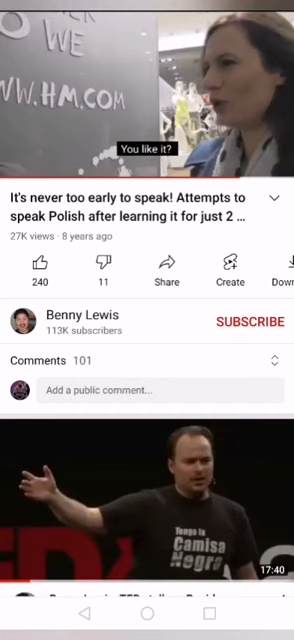 WE
WW.HM.COM
You like it?
It's never too early to speak! Attempts to
speak Polish after learning it for just 2 ...
27K views · 8 years ago
240
11
Share
Create
Down
Benny Lewis
113K subscribers
SUBSCRIBE
Comments 101
Add a public comment...
Tengo la
Camisa
Negra
17:40